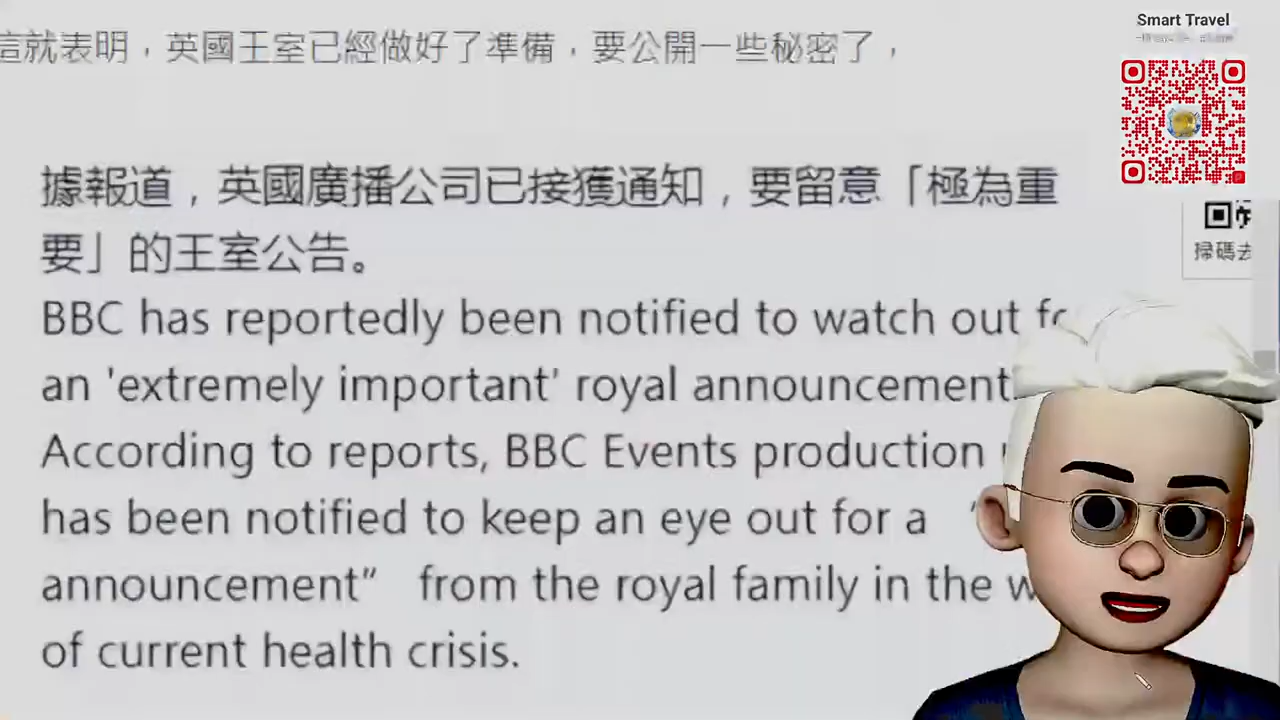 Smart Travel
這就表明，英國王室已經做好了準備，要公開一些秘密了，
據報道，英國廣播公司已接獲通知，要留意「極為重
要」的王室公告。
掃碼去
BBC has reportedly been notified to watch out
an 'extremely important' royal announcement
According to reports, BBC Events production
has been notified to keep an eye out for a
announcement” from the royal family in the
of current health crisis.